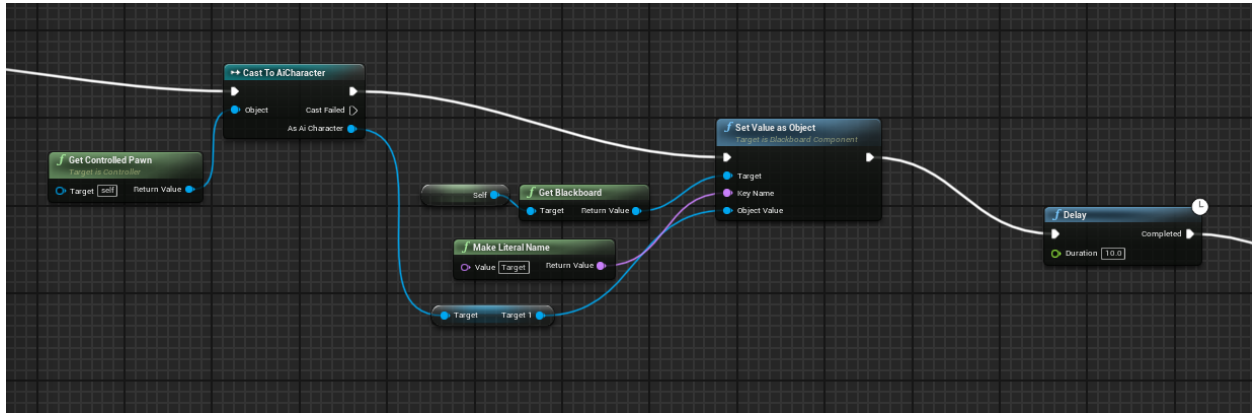 Cast To AiCharacter
Object
Cast Failed
As Ai Character
Get Controlled Pawn
Target is Controller
Target self Return Value
Self
Get Blackboard
Target Return Value
Make Literal Name
Value Target Return Value
Target Target 1
Set Value as Object
Target is Blackboard Component
Target
Key Name
Object Value
Delay
Completed
Duration 10.0